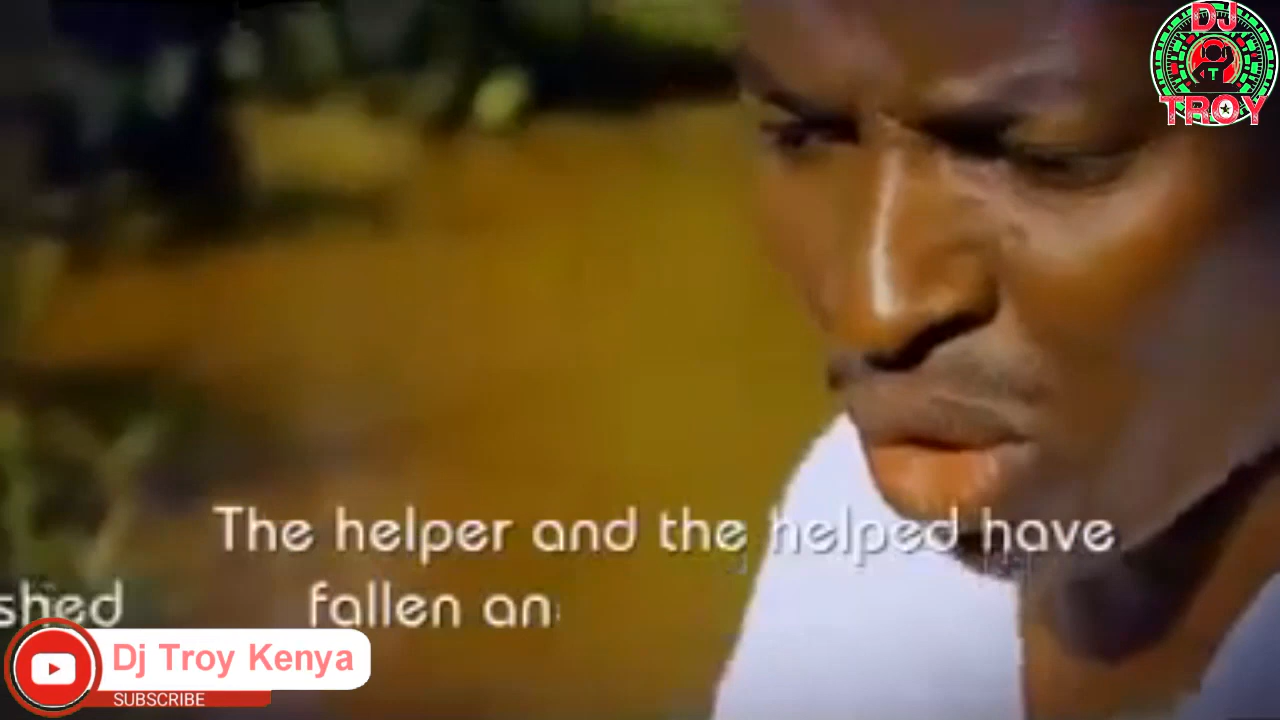 DJ
T
TROY
The helper and the helped have
shed
fallen an
Dj Troy Kenya
SUBSCRIBE